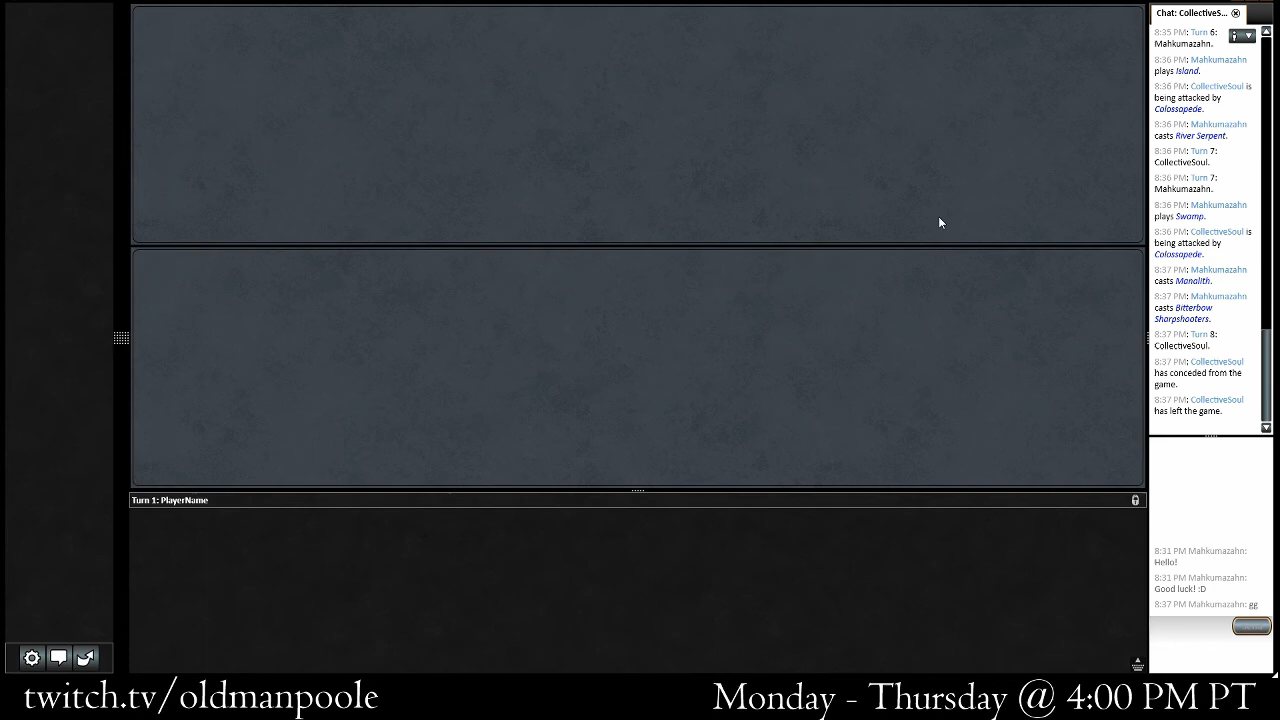 Chat: CollectiveS...
8:35 PM: Turn 6:
Mahkumazahn.
8:36 PM: Mahkumazahn
plays Island.
8:36 PM: CollectiveSoul is
being attacked by
Colossapede.
8:36 PM: Mahkumazahn
casts River Serpent.
8:36 PM: Turn 7:
CollectiveSoul.
8:36 PM: Turn 7:
Mahkumazahn.
8:36 PM: Mahkumazahn
plays Swamp.
8:36 PM: CollectiveSoul is
being attacked by
Colossapede.
8:37 PM: Mahkumazahn
casts Manalith.
8:37 PM: Mahkumazahn
casts Bitterbow
Sharpshooters.
8:37 PM: Turn 8:
CollectiveSoul.
8:37 PM: CollectiveSoul
has conceded from the
game.
8:37 PM: CollectiveSoul
has left the game.
Turn 1: PlayerName
8:31 PM Mahkumazahn:
Hello!
8:31 PM Mahkumazahn:
Good luck! :D
8:37 PM Mahkumazahn: gg
twitch.tv/oldmanpoole
Monday - Thursday @ 4:00 PM PT